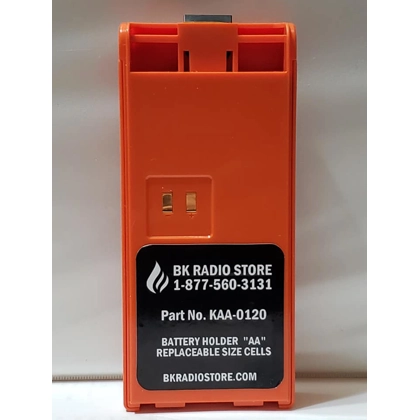 BK RADIO STORE
1-877-560-3131
Part No. KAA-0120
BATTERY HOLDER "AA"
REPLACEABLE SIZE CELLS
BKRADIOSTORE.COM